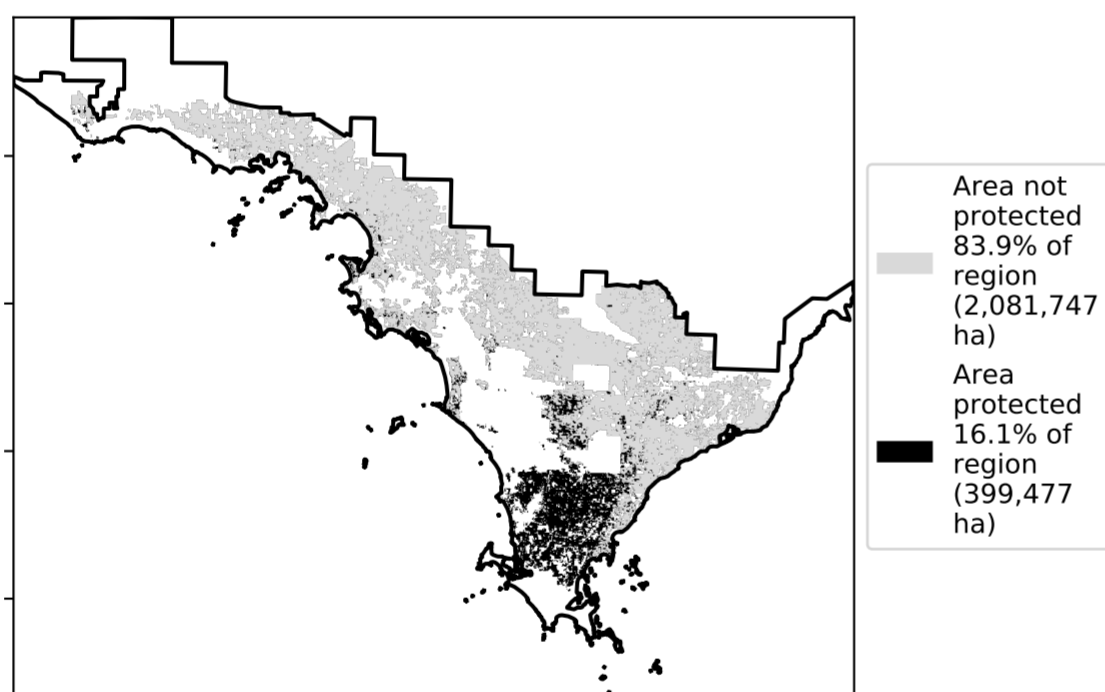 Area not
protected
83.9% of
region
(2,081,747
ha)
Area
protected
16.1% of
region
(399,477
ha)